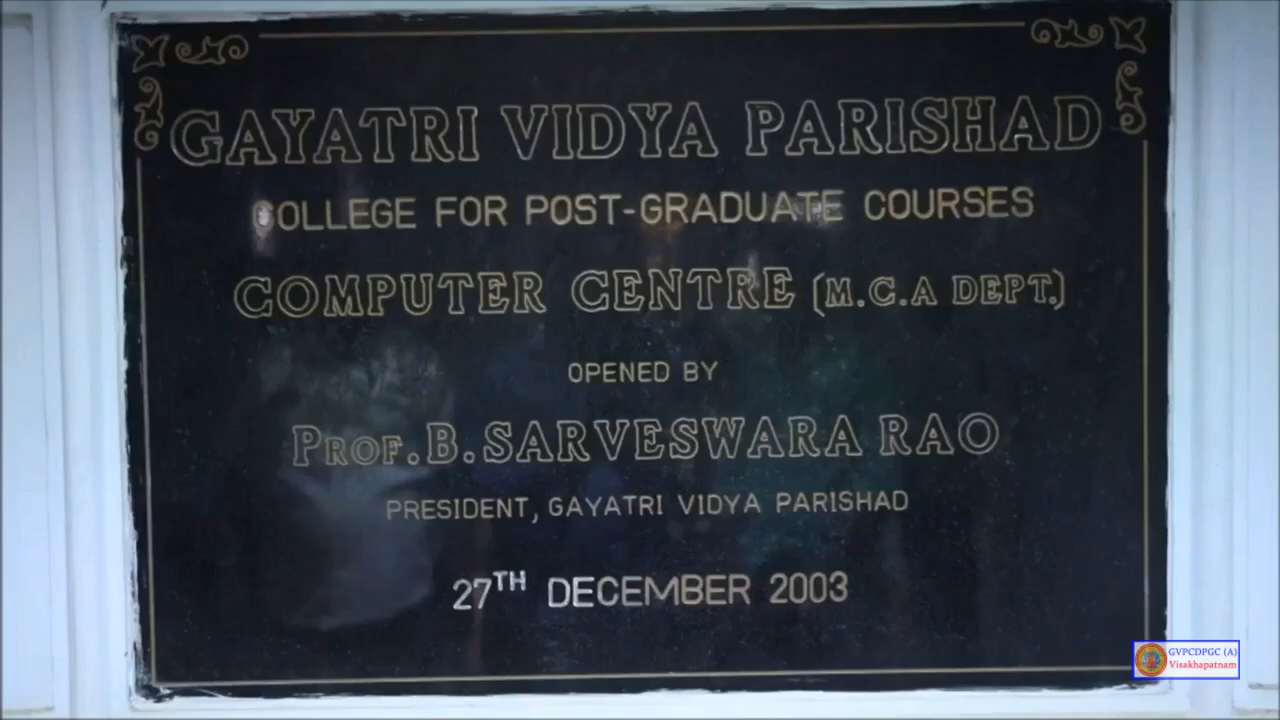 GAYATRI VIDYA PARISHAD
COLLEGE FOR POST-GRADUATE COURSES
COMPUTER CENTRE (M.C.A DEPT.)
OPENED BY
PROF. B. SARVESWARA RAO
PRESIDENT, GAYATRI VIDYA PARISHAD
27TH DECEMBER 2003
GVPCDPGC (A)
Visakhapatnam